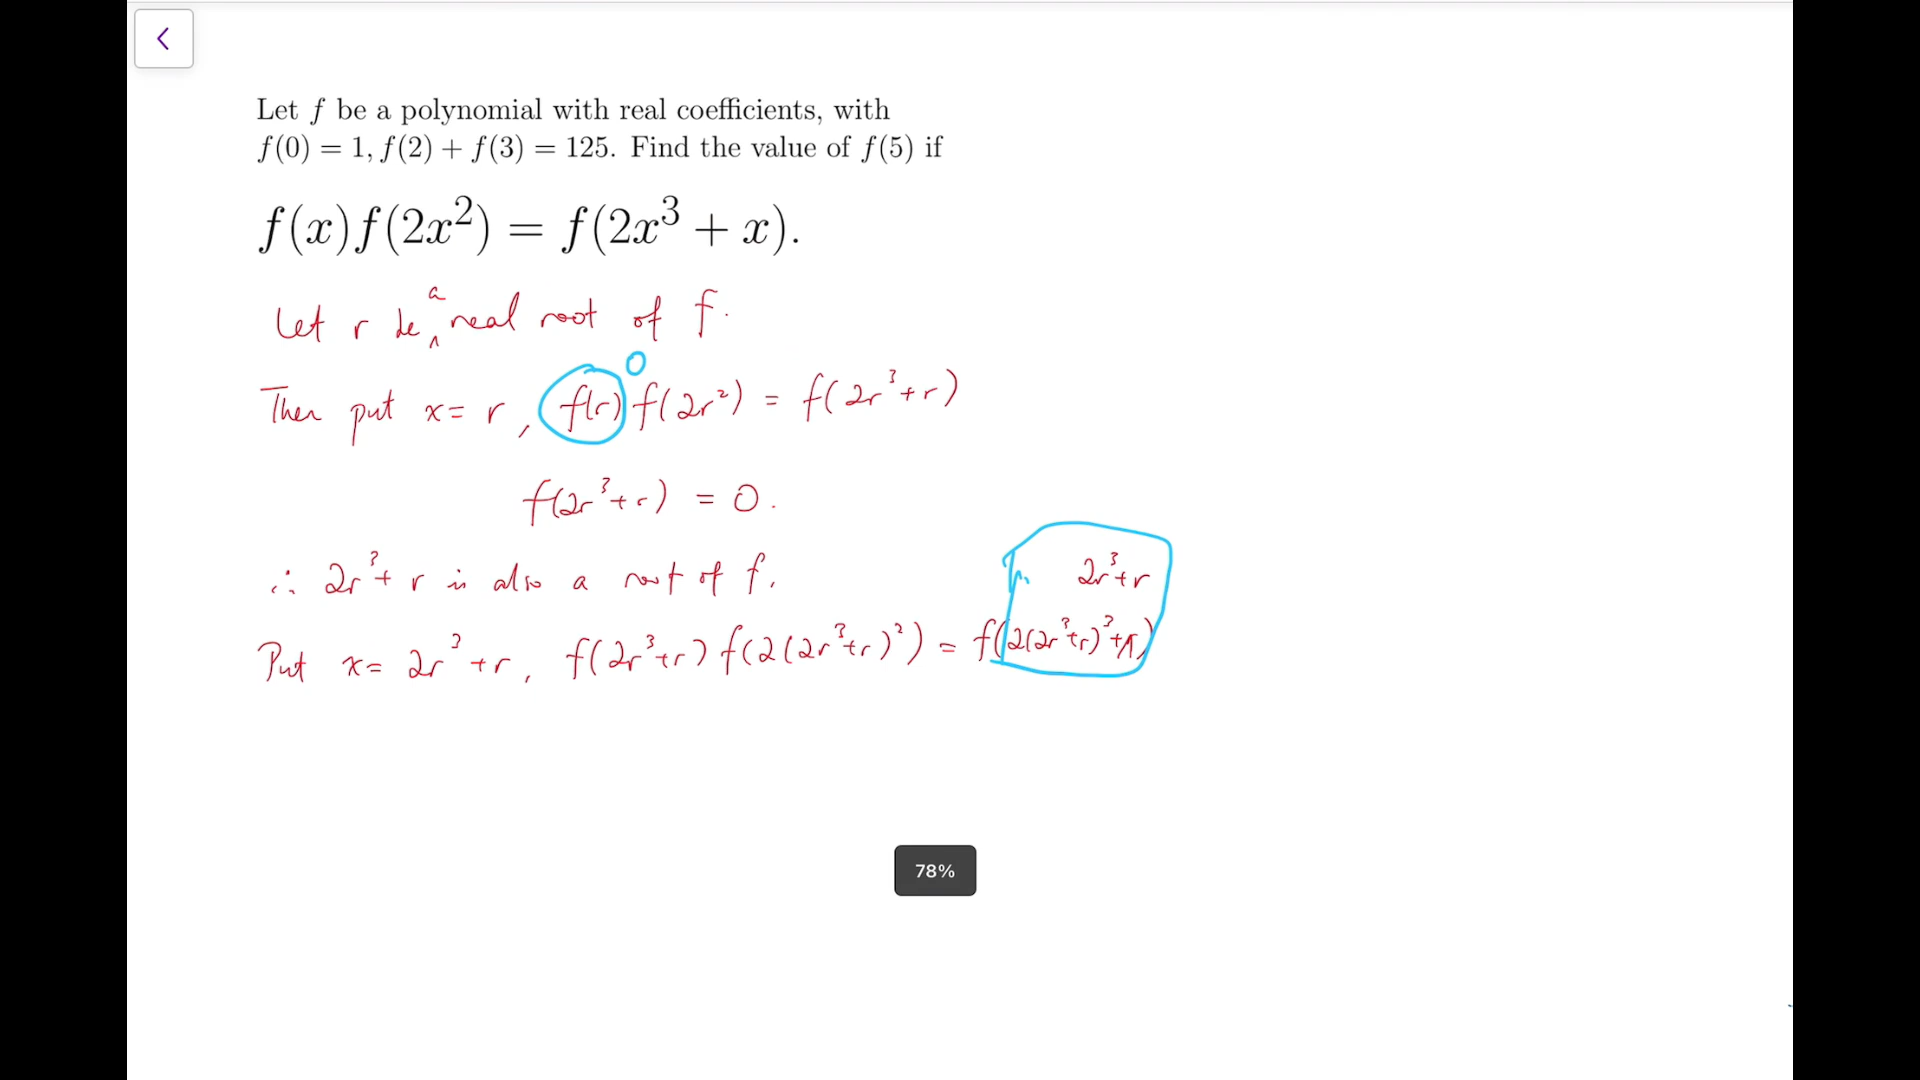 Let f be a polynomial with real coefficients, with
f(0) = 1, f(2) + f(3) = 125. Find the value of f(5) if
f(x)f(2x²) = f(2x³ + x).
Let r be a real root of f.
0
Then put x = r, f(r) f(2r²) = f(2r³+r)
f(2r³+r) = 0.
∴ 2r³+r is also a root of f.
2r³+r
Put x = 2r³+r, f(2r³+r) f(2(2r³+r)²) = f(2(2r³+r)³+
78%